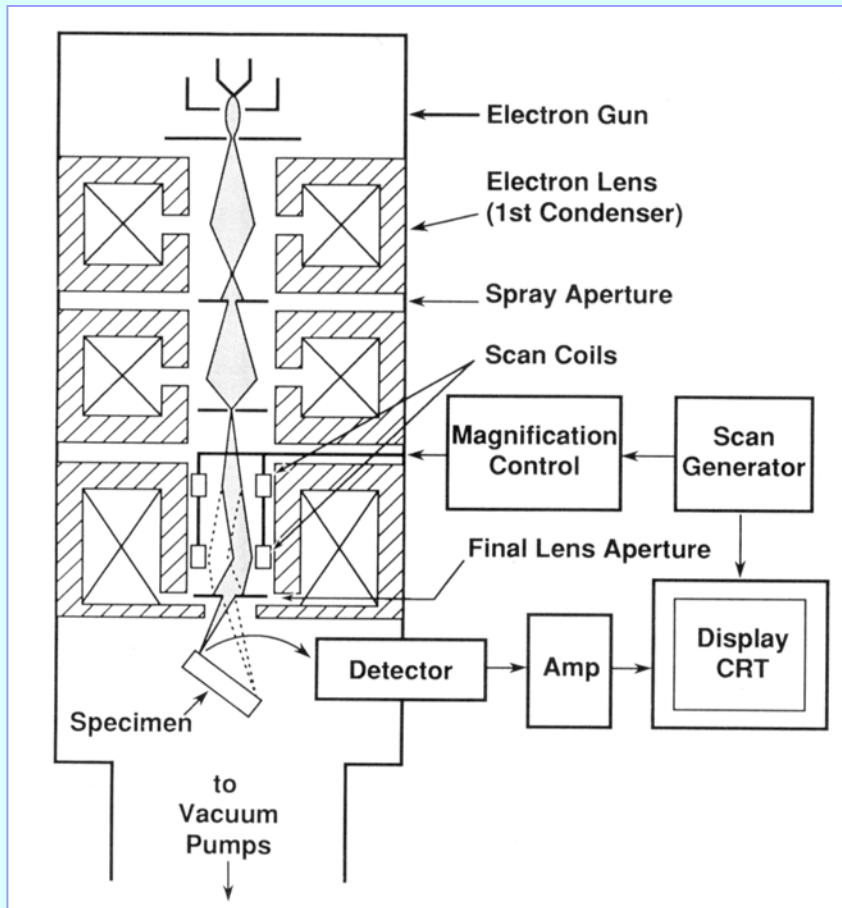 Electron Gun
Electron Lens
(1st Condenser)
Spray Aperture
Scan Coils
Magnification
Control
Scan
Generator
Final Lens Aperture
Display
CRT
Detector
Amp
Specimen
to
Vacuum
Pumps